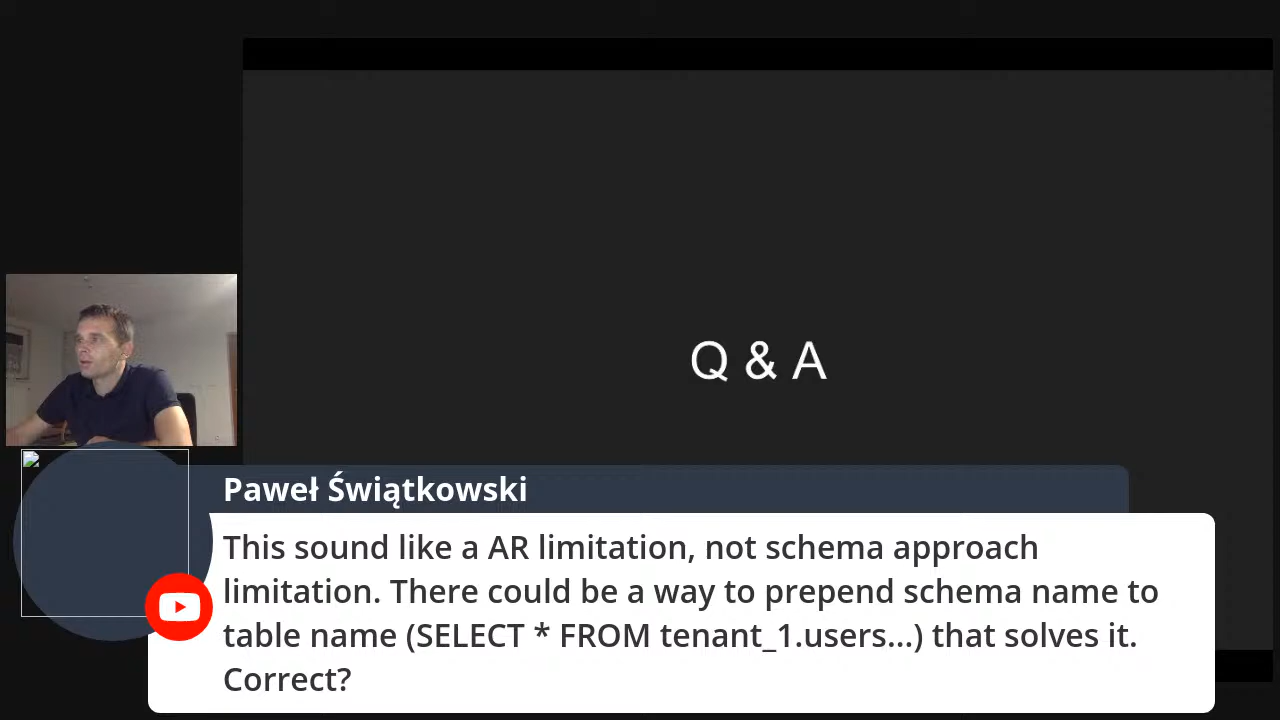 Q & A
Paweł Świątkowski
This sound like a AR limitation, not schema approach
limitation. There could be a way to prepend schema name to
table name (SELECT * FROM tenant_1.users...) that solves it.
Correct?